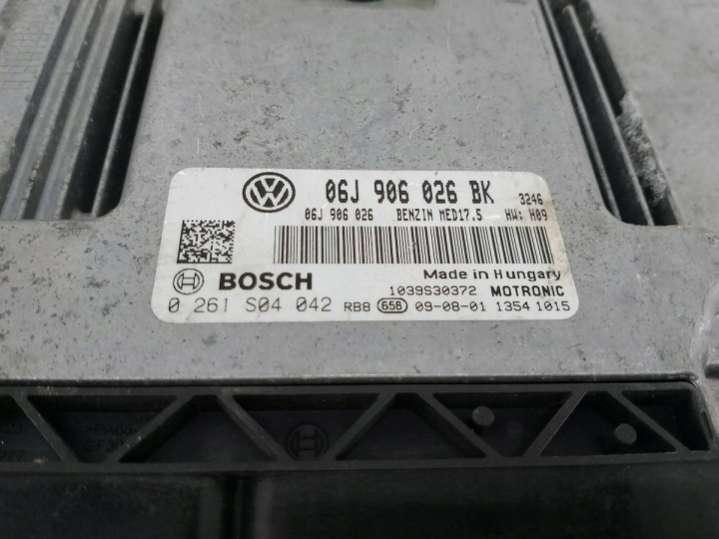 06J 906 026 BK 3246
06J 906 026 BENZIN MED17.5 HW: H09
BOSCH Made in Hungary
1039S30372 MOTRONIC
0 261 S04 042 RBB 658 09-08-01 1354 1015